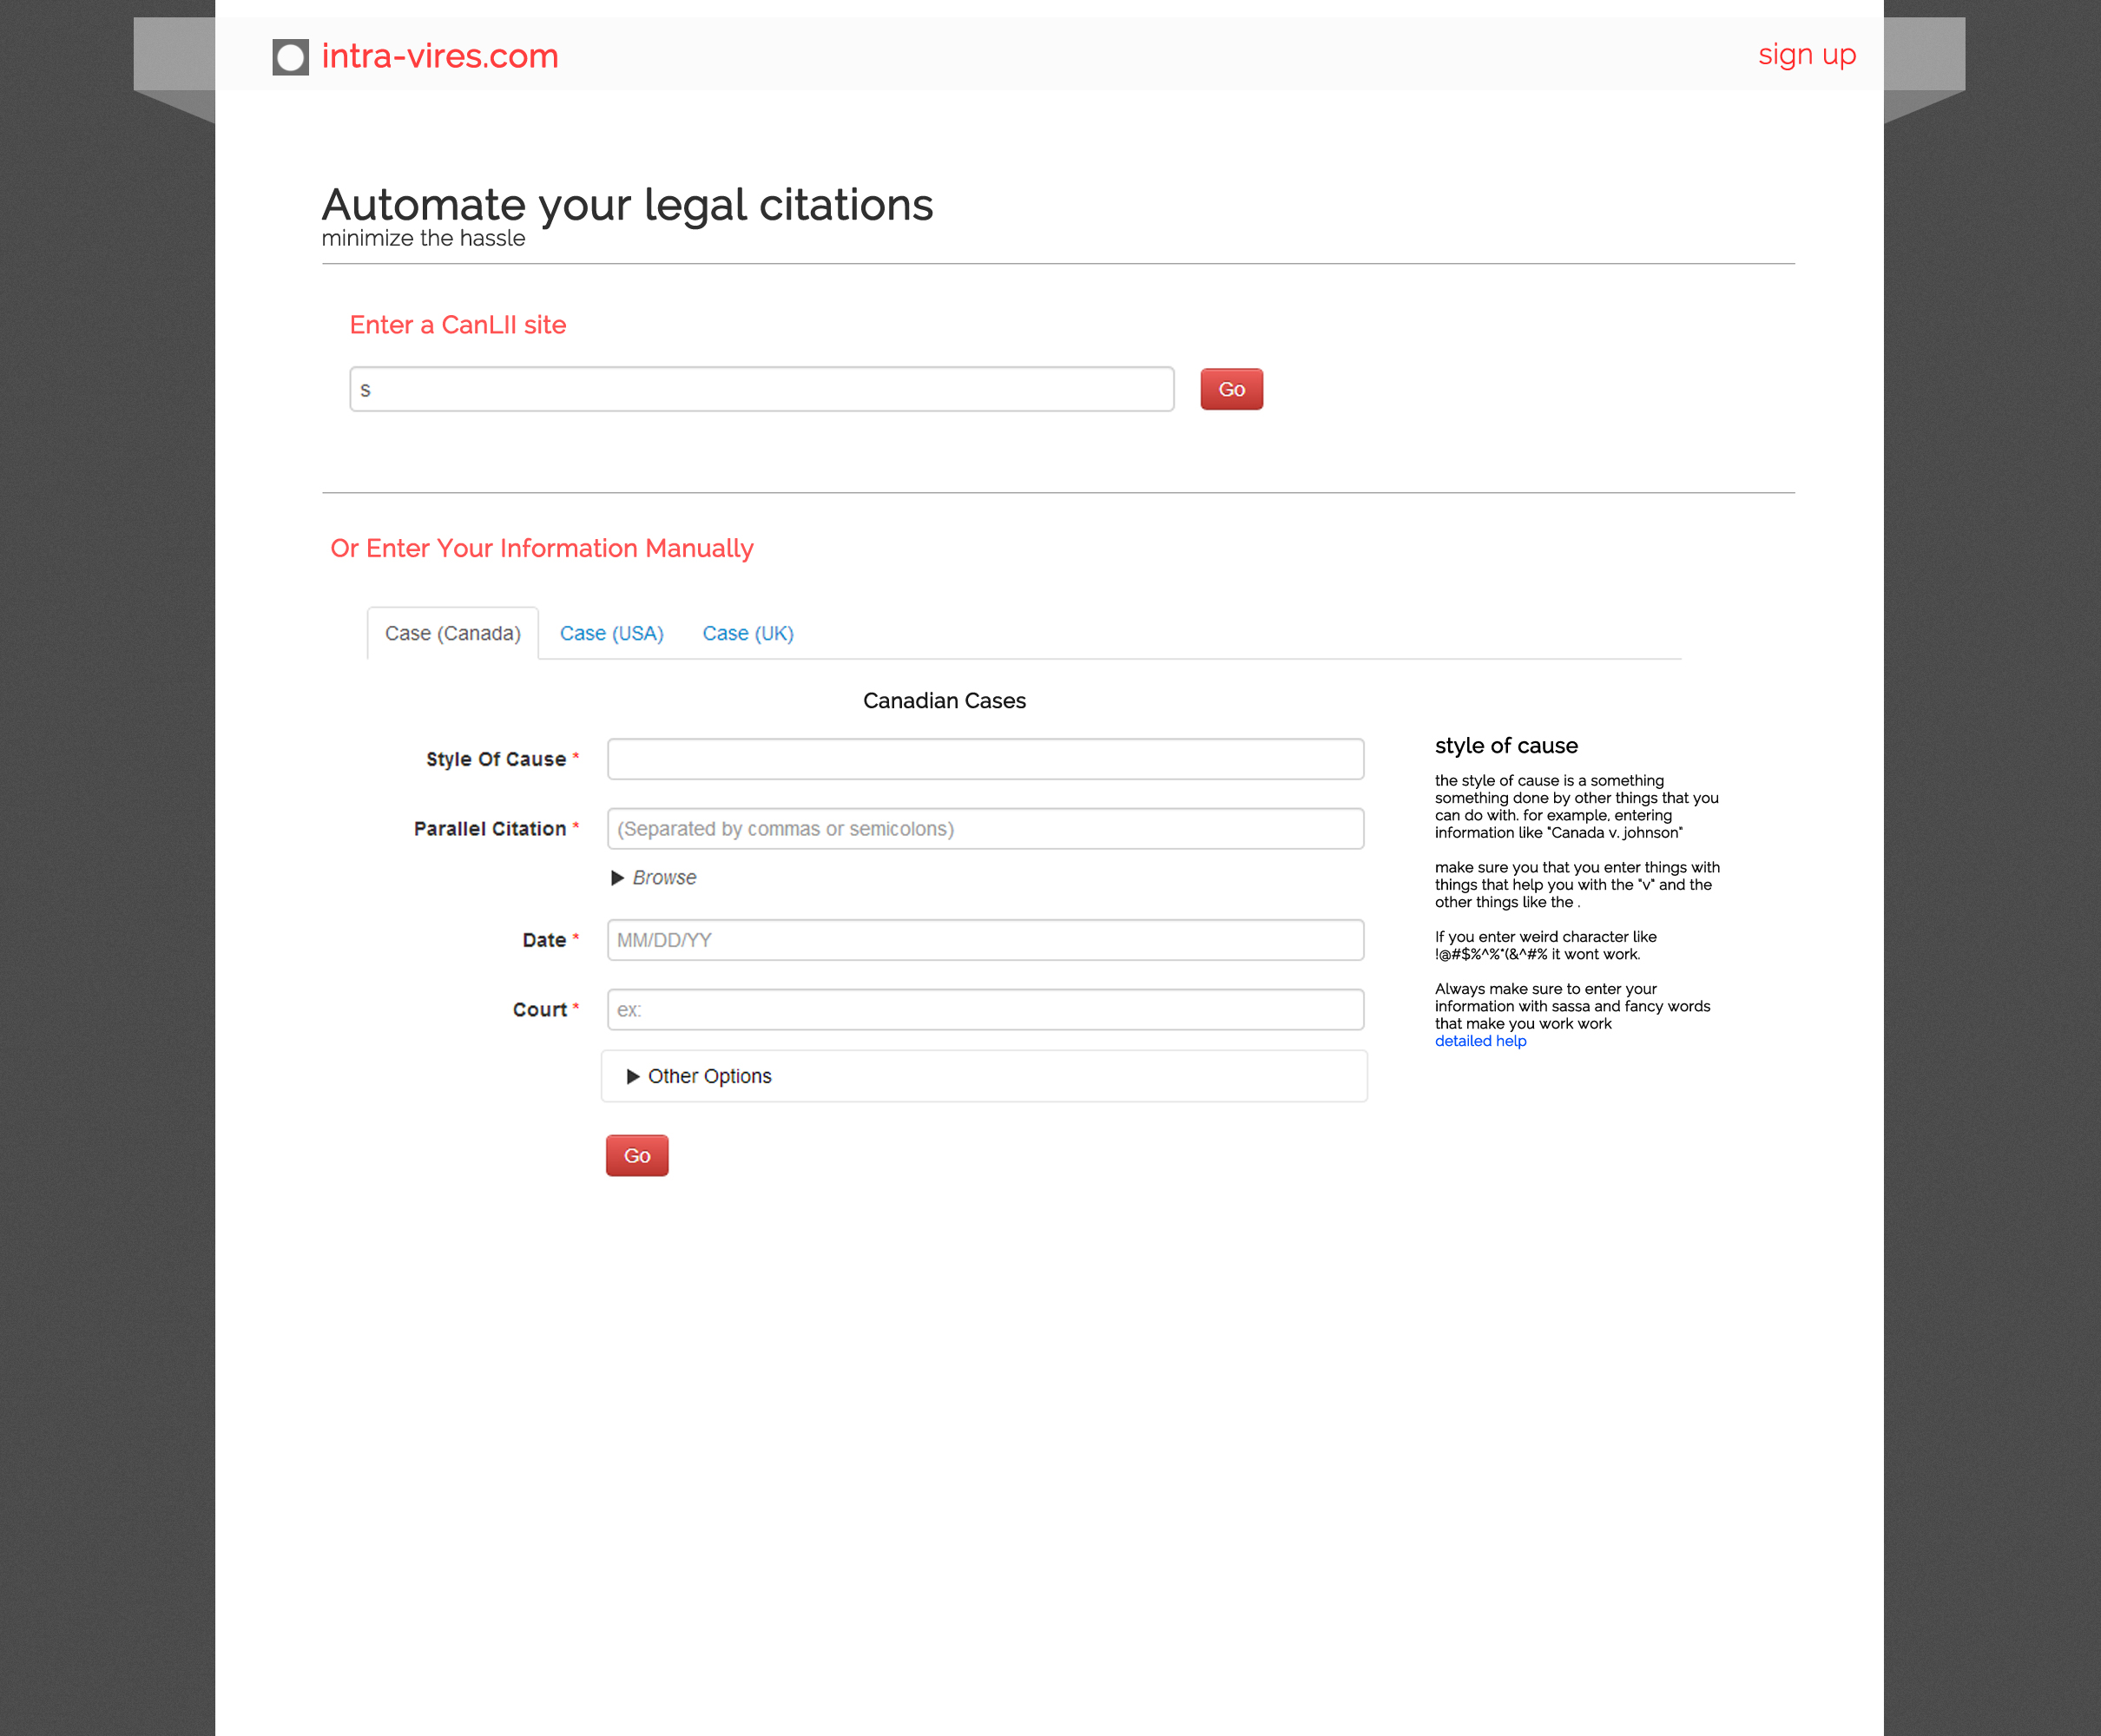 intra-vires.com
sign up
Automate your legal citations
minimize the hassle
Enter a CanLII site
s
Go
Or Enter Your Information Manually
Case (Canada)
Case (USA)
Case (UK)
Canadian Cases
Style Of Cause *
Parallel Citation *
(Separated by commas or semicolons)
Browse
Date *
MM/DD/YY
Court *
ex:
Other Options
Go
style of cause
the style of cause is a something
something done by other things that you
can do with. for example, entering
information like "Canada v. johnson"
make sure you that you enter things with
things that help you with the "v" and the
other things like the .
If you enter weird character like
!@#$%^%*(&^#% it wont work.
Always make sure to enter your
information with sassa and fancy words
that make you work work
detailed help